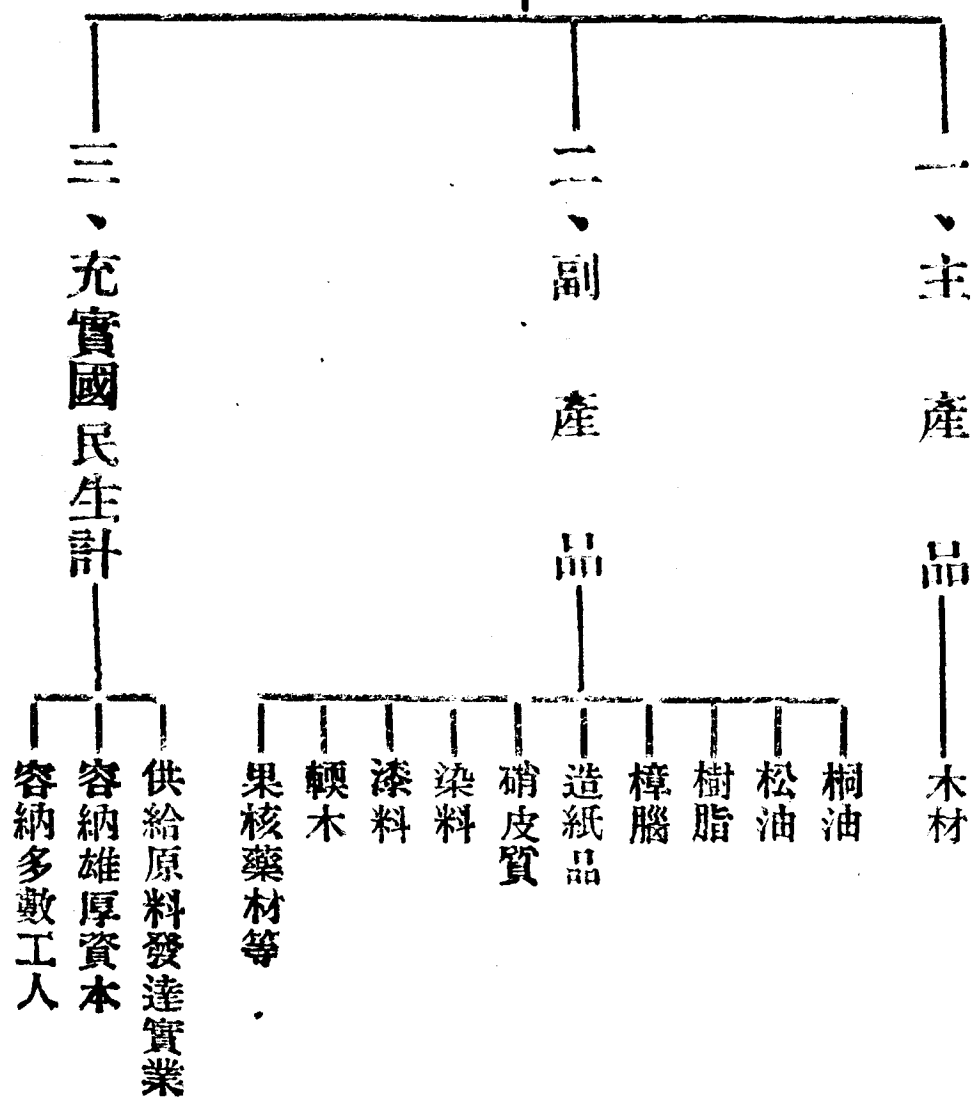 一、主產品
木材
二、副產品
桐油
松油
樹脂
樟腦
造紙品
硝皮質
染料
漆料
輭木
果核藥材等
三、充實國民生計
供給原料發達實業
容納雄厚資本
容納多數工人